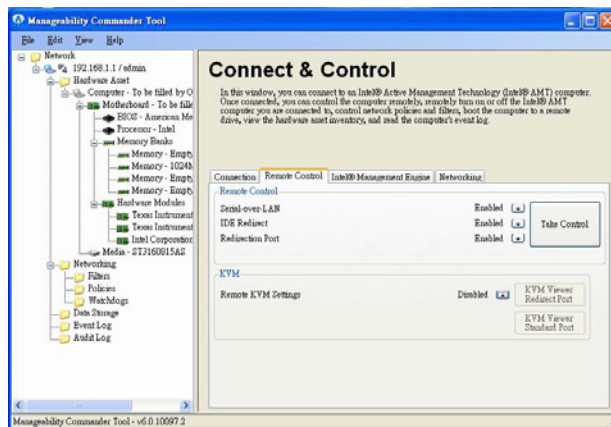 Manageability Commander Tool
File Edit View Help
Network
192.168.1.1 / admin
Hardware Asset
Computer - To be filled by O
Motherboard - To be fille
BIOS - American Me
Processor - Intel
Memory Banks
Memory - Empty
Memory - 1024M
Memory - Empty
Memory - Empty
Hardware Modules
Texas Instrument
Texas Instrument
Intel Corporation
Media - ST3160815AS
Networking
Filters
Policies
Watchdogs
Data Storage
Event Log
Audit Log
Connect & Control
In this window, you can connect to an Intel® Active Management Technology (Intel® AMT) computer.
Once connected, you can control the computer remotely, remotely turn on or off the Intel® AMT
computer you are connected to, control network policies and filters, boot the computer to a remote
drive, view the hardware asset inventory, and read the computer's event log.
Connection Remote Control Intel® Management Engine Networking
Remote Control
Serial-over-LAN Enabled
IDE Redirect Enabled
Redirection Port Enabled
Take Control
KVM
Remote KVM Settings Disabled
KVM Viewer
Redirect Port
KVM Viewer
Standard Port
Manageability Commander Tool - v6.0.10097.2